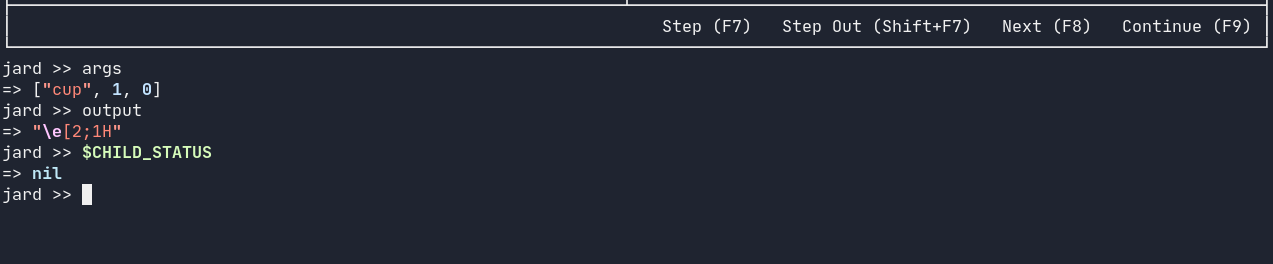 Step (F7)   Step Out (Shift+F7)   Next (F8)   Continue (F9)
jard >> args
=> ["cup", 1, 0]
jard >> output
=> "\e[2;1H"
jard >> $CHILD_STATUS
=> nil
jard >>